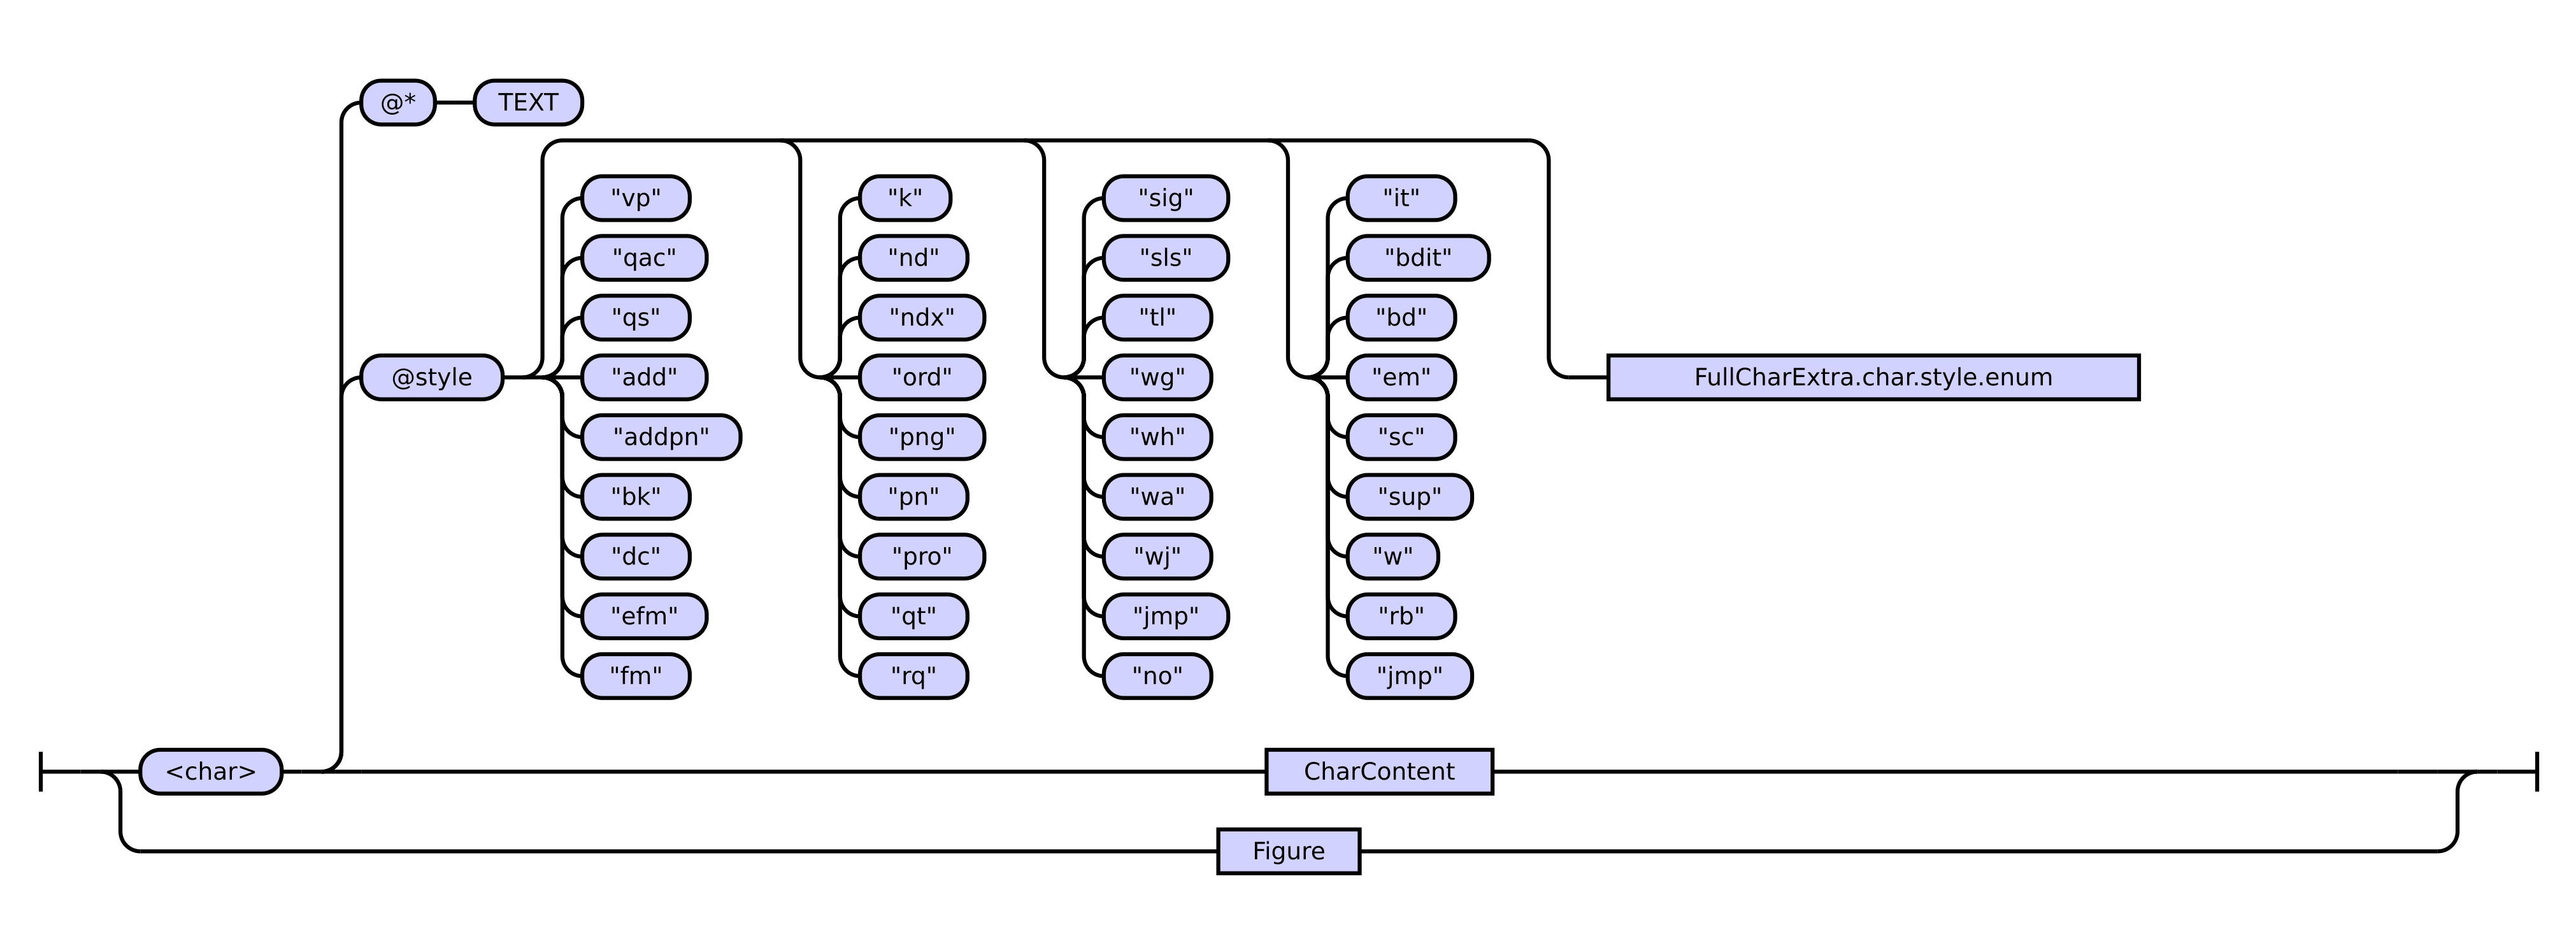 @* TEXT
"vp" "k" "sig" "it"
"qac" "nd" "sls" "bdit"
"qs" "ndx" "tl" "bd"
@style "add" "ord" "wg" "em" FullCharExtra.char.style.enum
"addpn" "png" "wh" "sc"
"bk" "pn" "wa" "sup"
"dc" "pro" "wj" "w"
"efm" "qt" "jmp" "rb"
"fm" "rq" "no" "jmp"
<char> CharContent
Figure